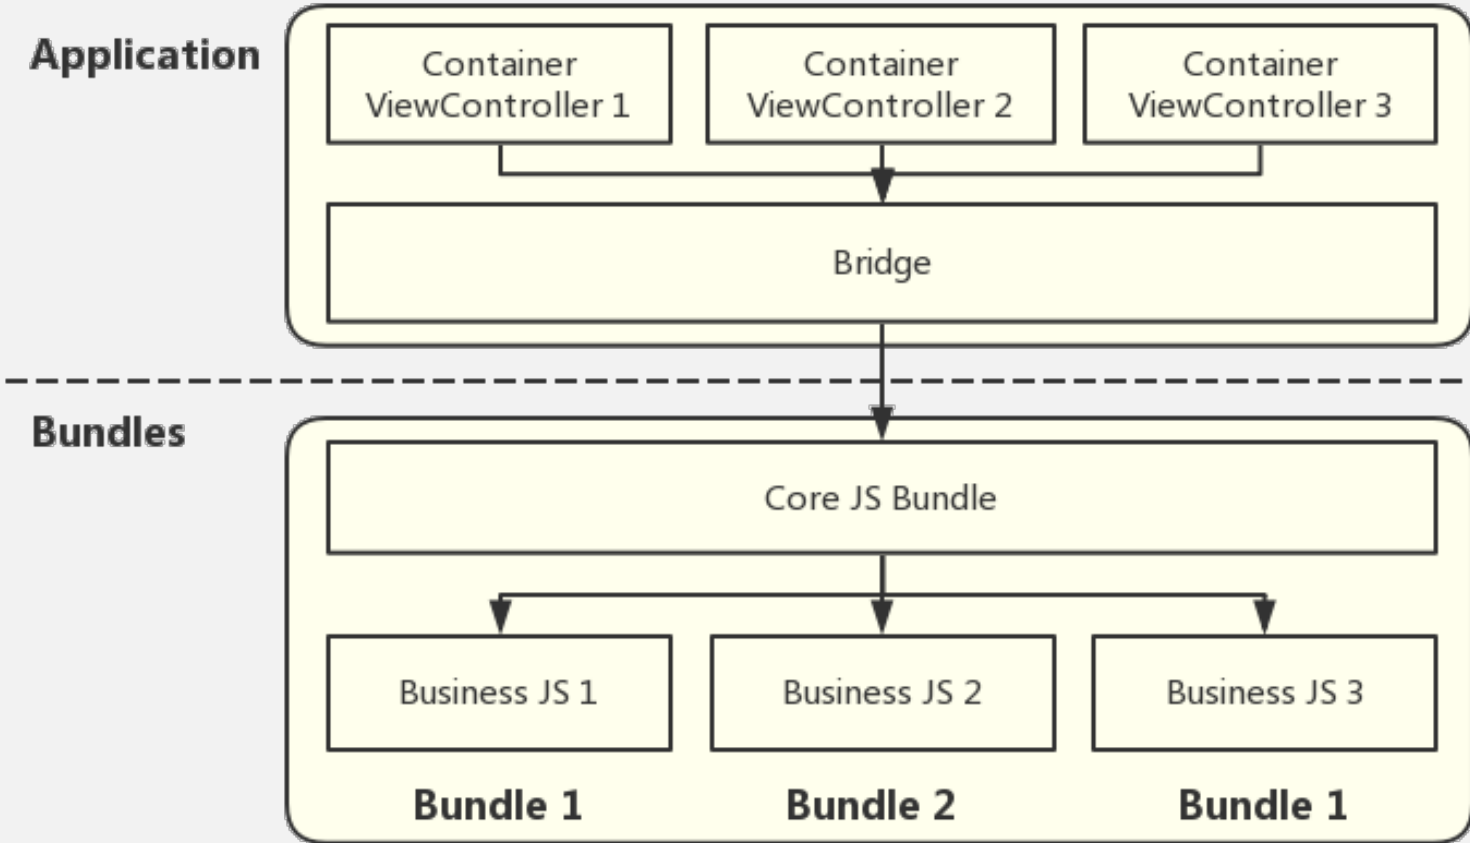 Application
Container
ViewController 1
Container
ViewController 2
Container
ViewController 3
Bridge
Bundles
Core JS Bundle
Business JS 1
Business JS 2
Business JS 3
Bundle 1
Bundle 2
Bundle 1